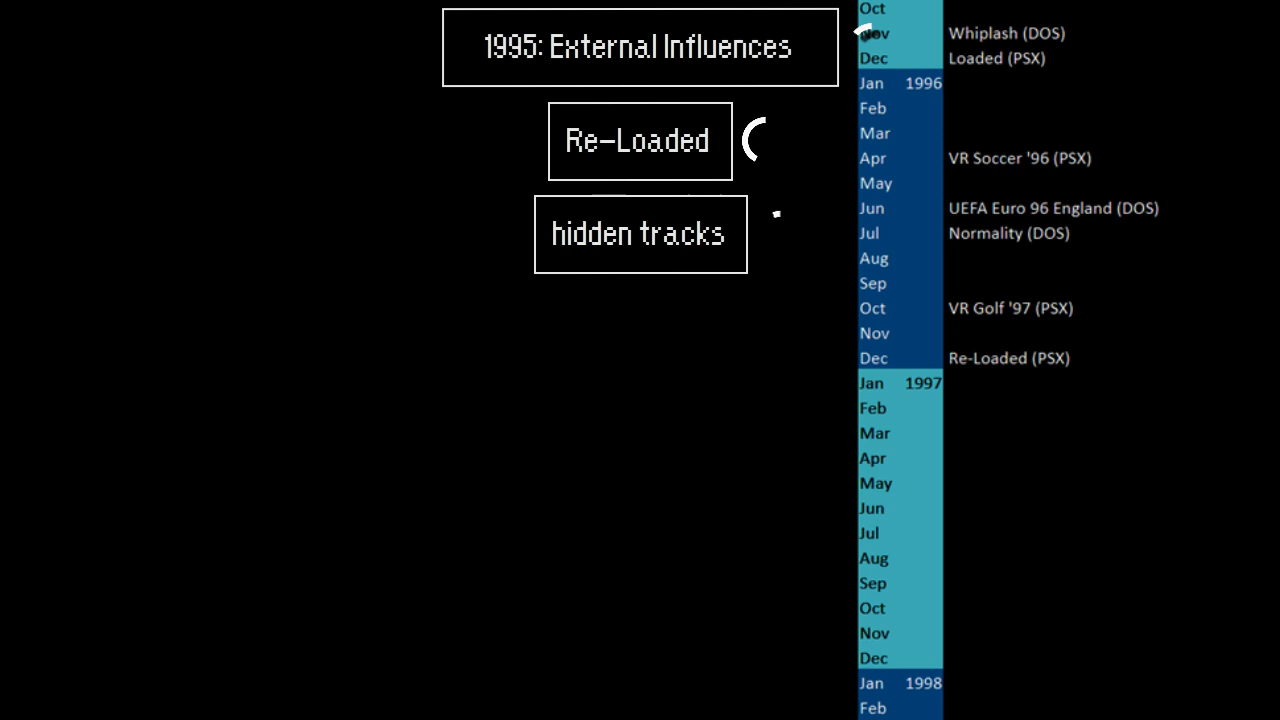 1995: External Influences
Re-Loaded
hidden tracks
Oct
Nov Whiplash (DOS)
Dec Loaded (PSX)
Jan 1996
Feb
Mar
Apr VR Soccer '96 (PSX)
May
Jun UEFA Euro 96 England (DOS)
Jul Normality (DOS)
Aug
Sep
Oct VR Golf '97 (PSX)
Nov
Dec Re-Loaded (PSX)
Jan 1997
Feb
Mar
Apr
May
Jun
Jul
Aug
Sep
Oct
Nov
Dec
Jan 1998
Feb